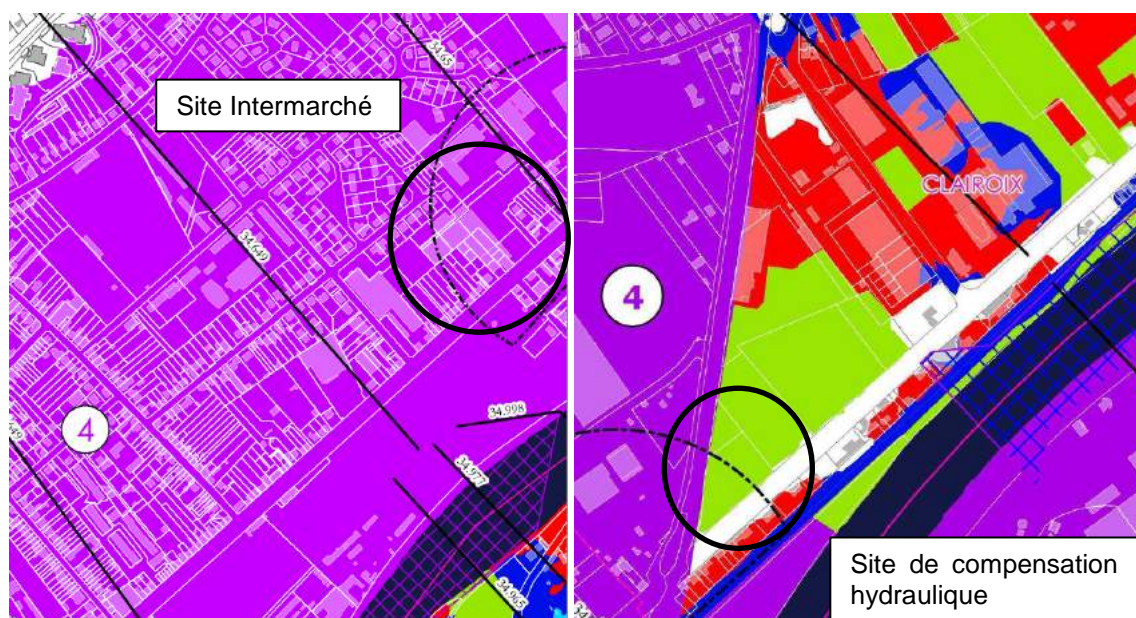 Site Intermarché
34.65
34.649
4
34.998
34.977
34.965
649
CLAIROIX
4
Site de compensation
hydraulique